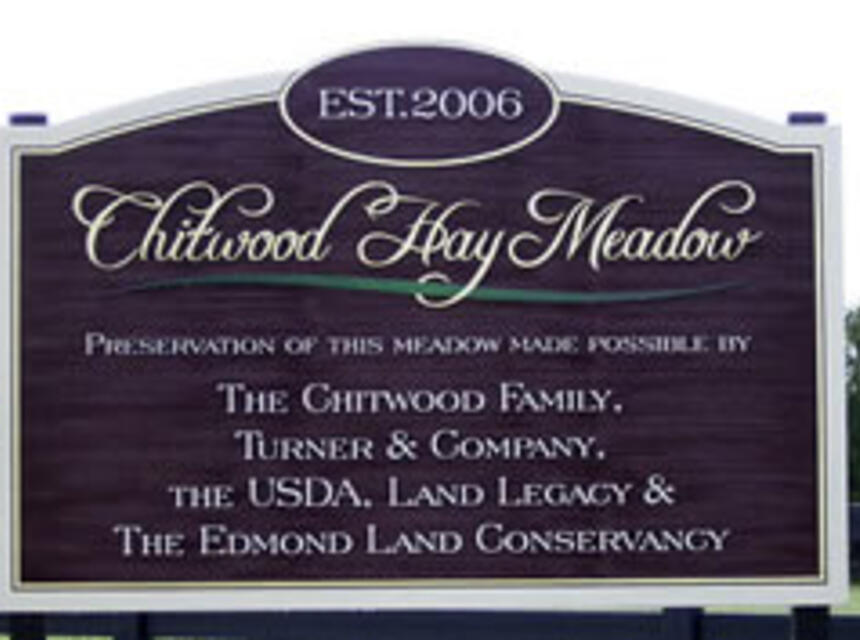 EST.2006
Chitwood Hay Meadow
PRESERVATION OF THIS MEADOW MADE POSSIBLE BY
THE CHITWOOD FAMILY,
TURNER & COMPANY,
THE USDA, LAND LEGACY &
THE EDMOND LAND CONSERVANCY